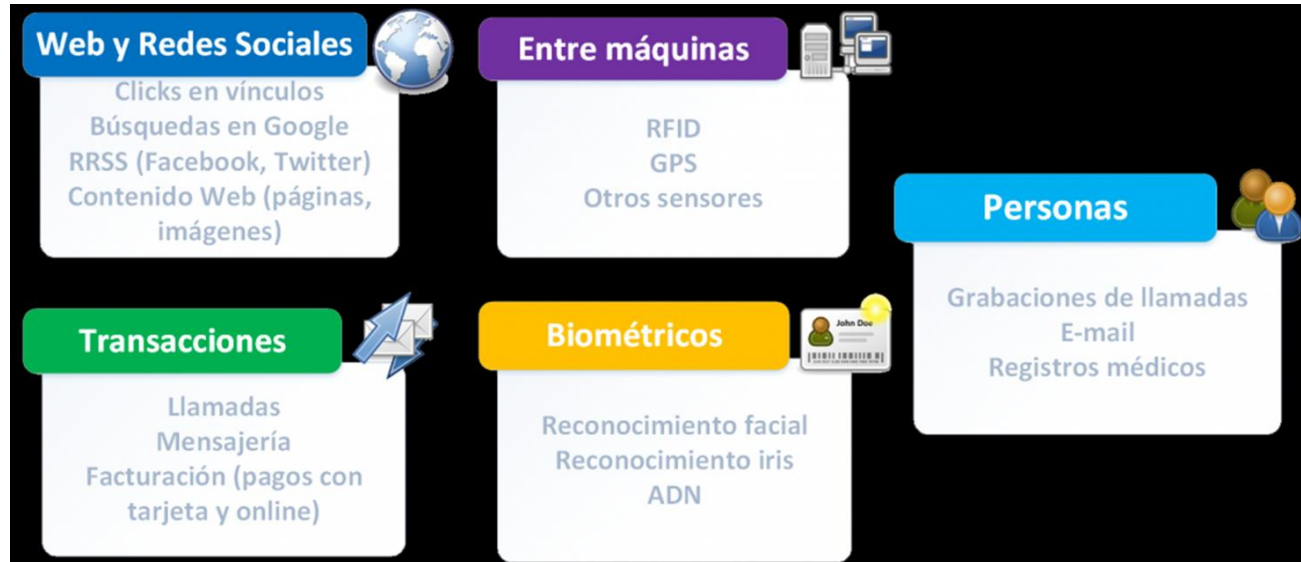 Web y Redes Sociales
Clicks en vínculos
Búsquedas en Google
RRSS (Facebook, Twitter)
Contenido Web (páginas,
imágenes)
Entre máquinas
RFID
GPS
Otros sensores
Personas
Grabaciones de llamadas
E-mail
Registros médicos
Transacciones
Llamadas
Mensajería
Facturación (pagos con
tarjeta y online)
Biométricos
John Doe
Reconocimiento facial
Reconocimiento iris
ADN